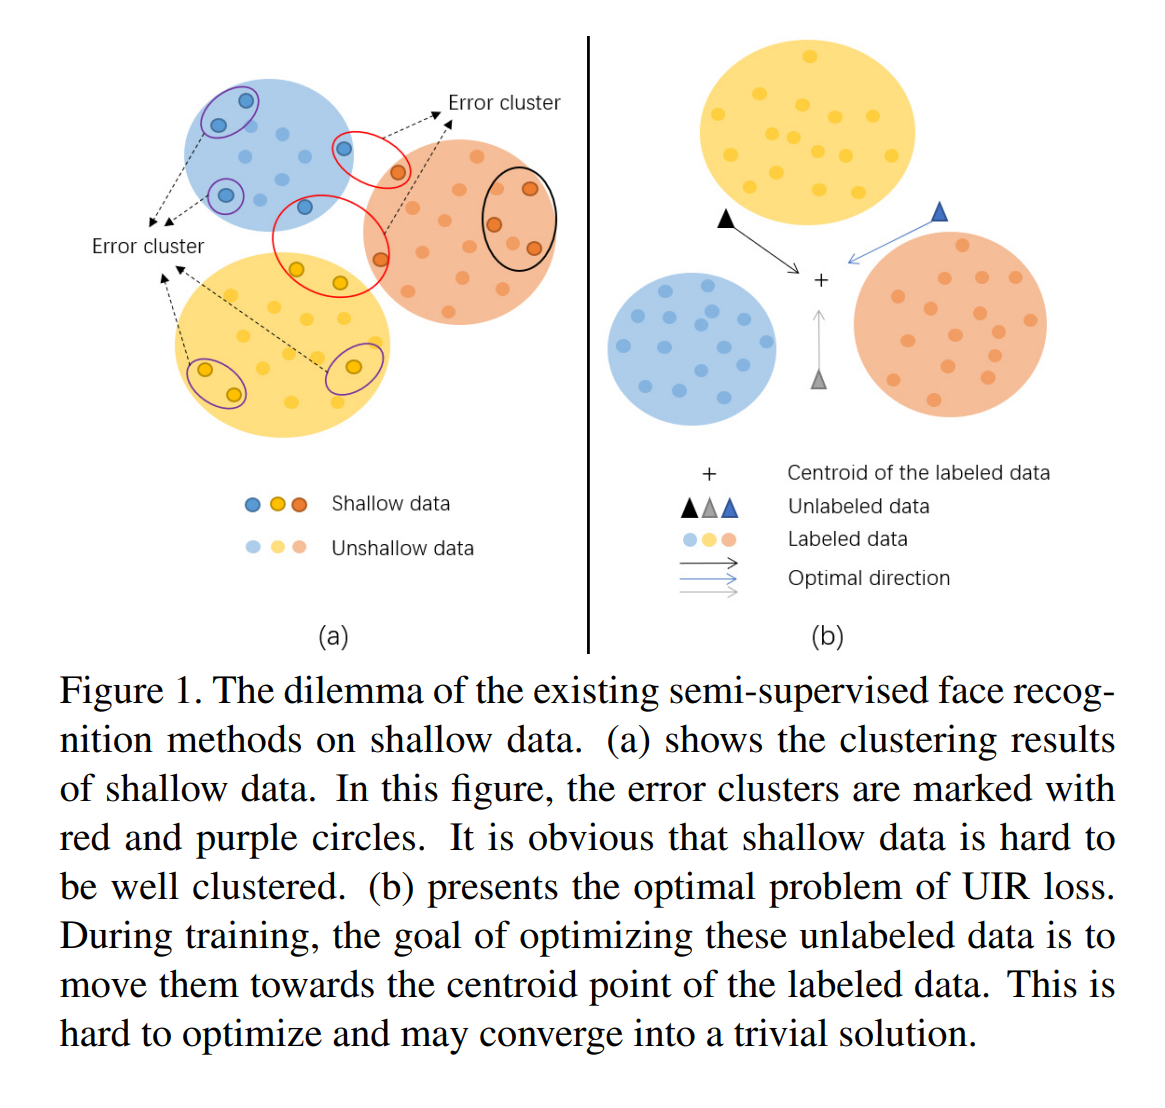 Error cluster
Error cluster
Shallow data
Unshallow data
(a)
+
+
Centroid of the labeled data
Unlabeled data
Labeled data
Optimal direction
(b)
Figure 1. The dilemma of the existing semi-supervised face recog-
nition methods on shallow data. (a) shows the clustering results
of shallow data. In this figure, the error clusters are marked with
red and purple circles. It is obvious that shallow data is hard to
be well clustered. (b) presents the optimal problem of UIR loss.
During training, the goal of optimizing these unlabeled data is to
move them towards the centroid point of the labeled data. This is
hard to optimize and may converge into a trivial solution.